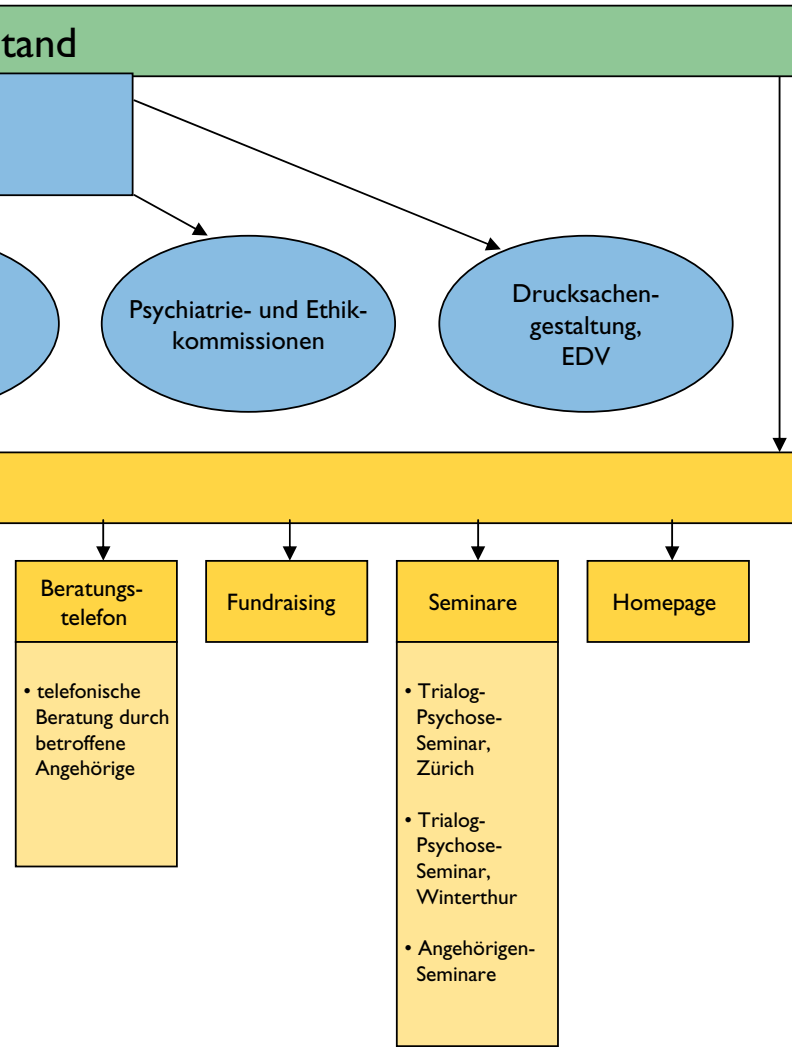 tand
Psychiatrie- und Ethik-
kommissionen
Drucksachen-
gestaltung,
EDV
Beratungs-
telefon
• telefonische
Beratung durch
betroffene
Angehörige
Fundraising
Seminare
• Trialog-
Psychose-
Seminar,
Zürich
• Trialog-
Psychose-
Seminar,
Winterthur
• Angehörigen-
Seminare
Homepage